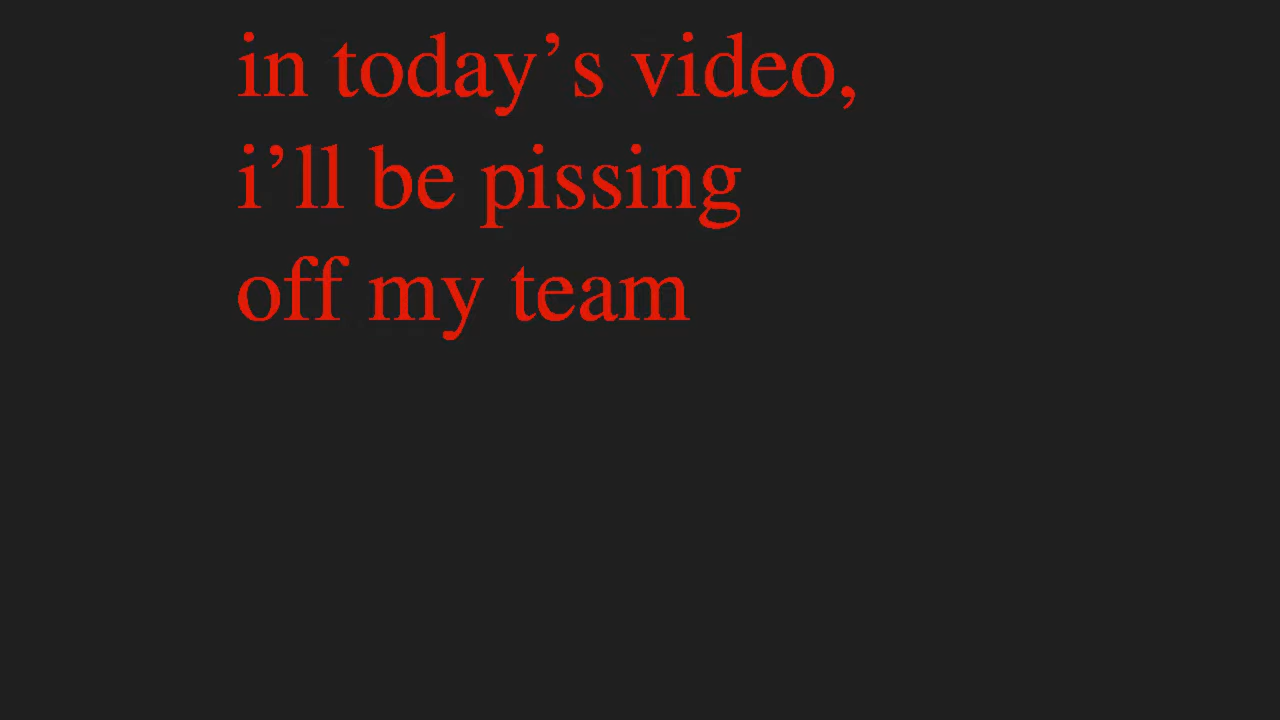 in today’s video,
i’ll be pissing
off my team